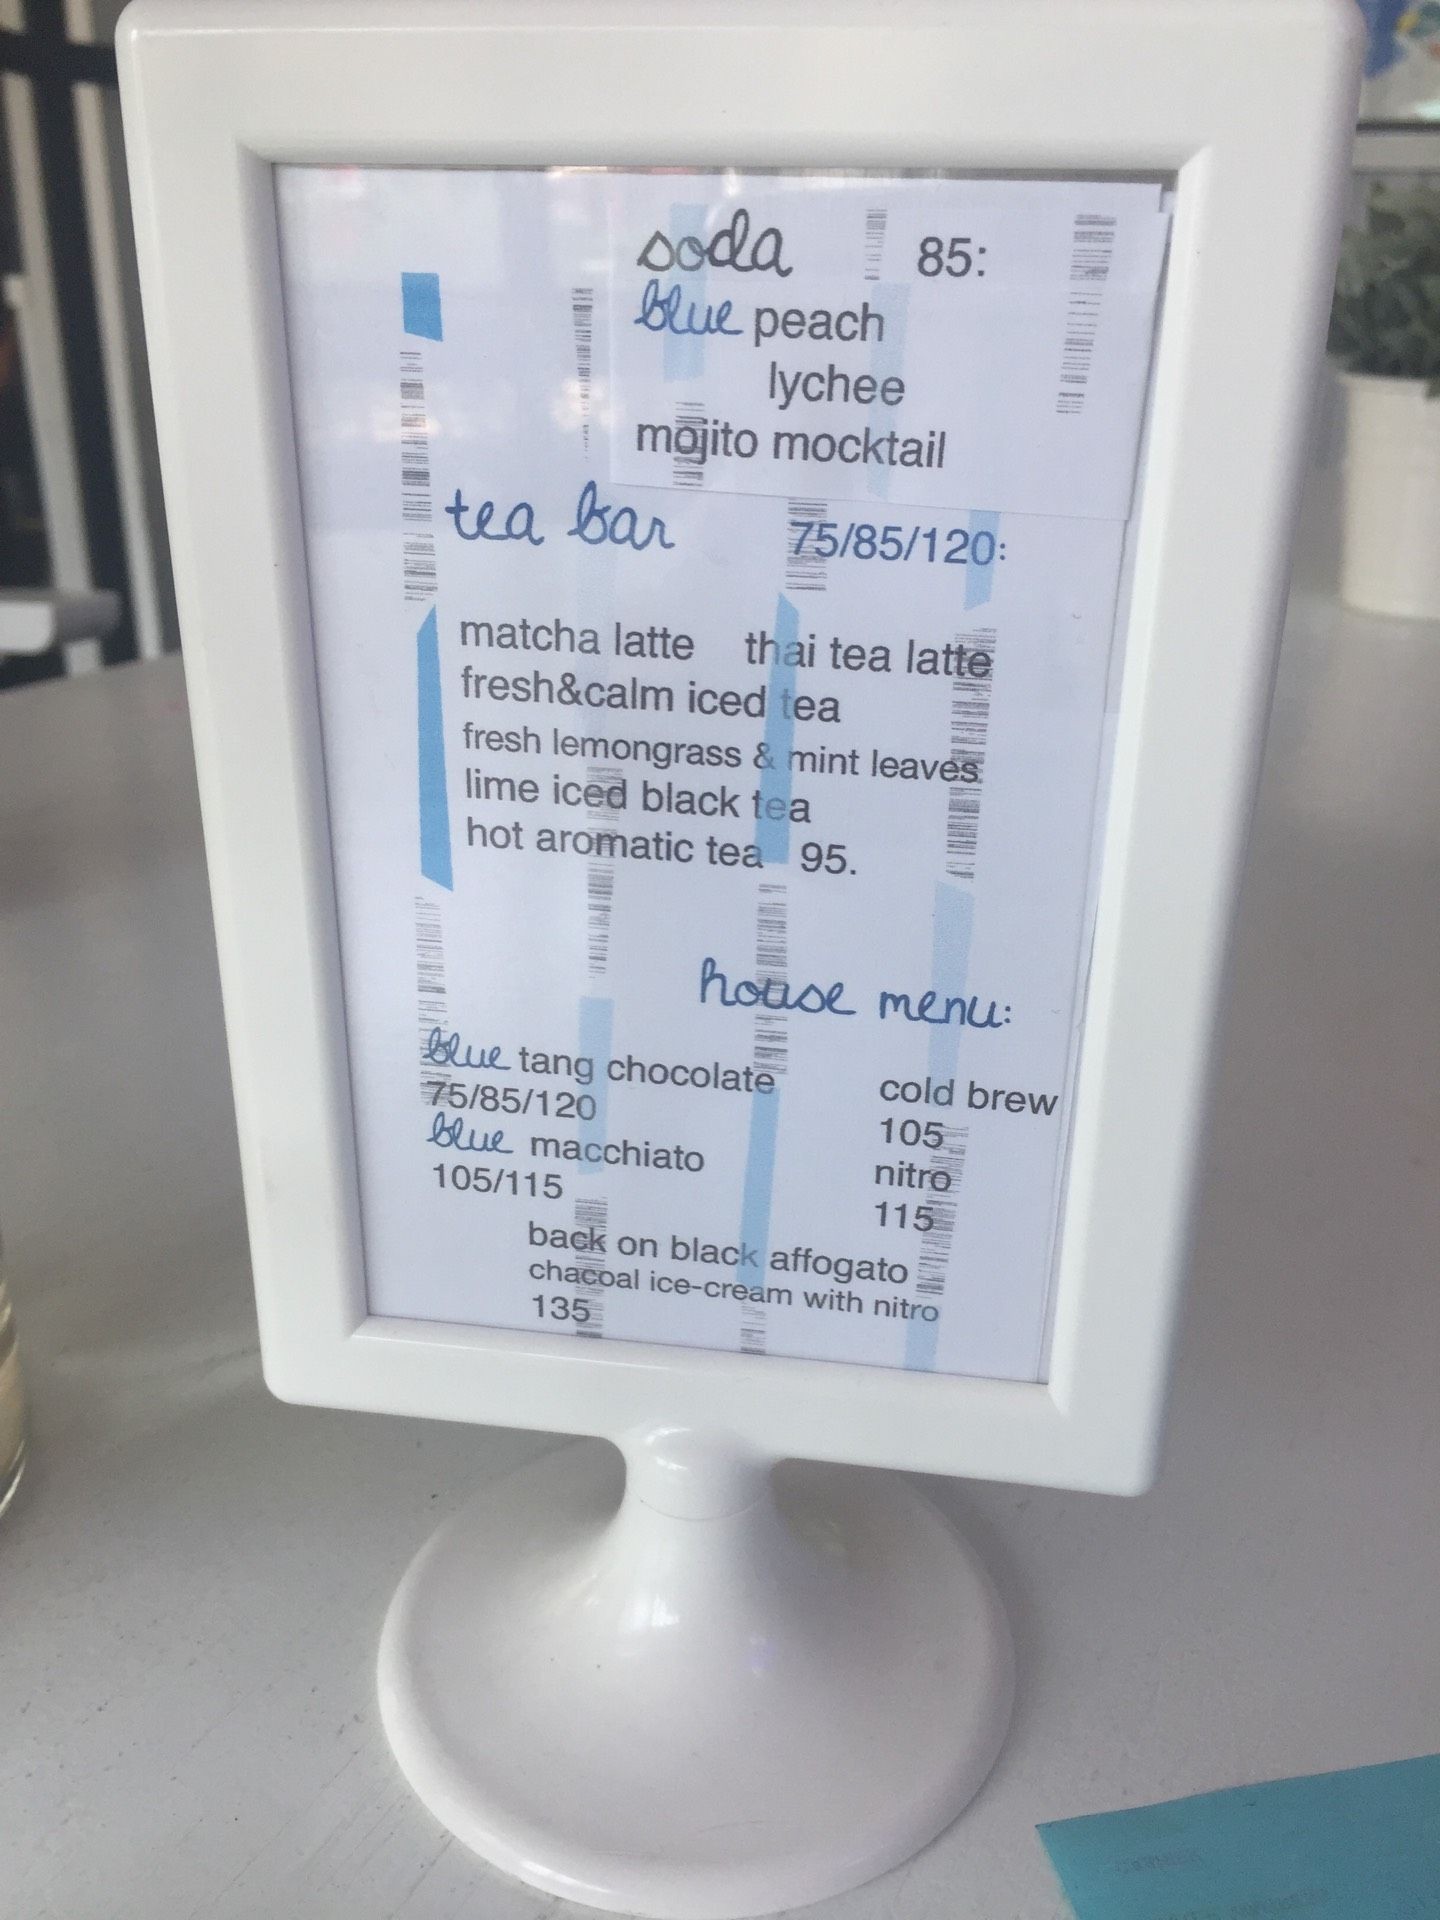 soda 85:
blue peach
lychee
mojito mocktail
tea bar 75/85/120:
matcha latte thai tea latte
fresh&calm iced tea
fresh lemongrass & mint leaves
lime iced black tea
hot aromatic tea 95.
house menu:
blue tang chocolate
75/85/120
blue macchiato
105/115
cold brew
105
nitro
115
back on black affogato
chacoal ice-cream with nitro
135